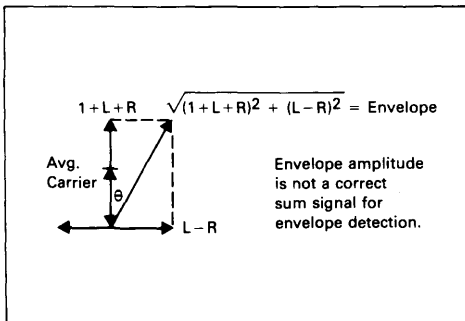 1+L+R √(1+L+R)² + (L−R)² = Envelope
Avg.
Carrier
θ
Envelope amplitude
is not a correct
sum signal for
envelope detection.
L−R